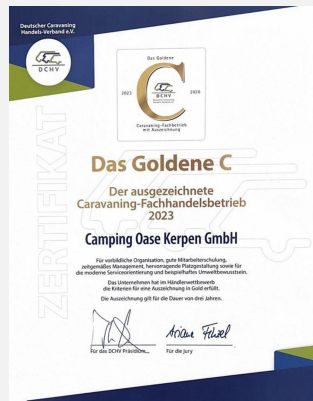 Deutscher Caravaning
Handels-Verband e.V.
DCHV
Das Goldene
C
2023
2026
DCHV
Caravaning-Fachbetrieb
mit Auszeichnung
ZERTIFIKAT
Das Goldene C
Der ausgezeichnete
Caravaning-Fachhandelsbetrieb
2023
Camping Oase Kerpen GmbH
Für vorbildliche Organisation, gute Mitarbeiterschulung,
zeitgemäßes Management, hervorragende Platzgestaltung sowie für
die moderne Serviceorientierung und beispielhaftes Umweltbewusstsein.
Das Unternehmen hat im Händlerwettbewerb
die Kriterien für eine Auszeichnung in Gold erfüllt.
Die Auszeichnung gilt für die Dauer von drei Jahren.
Für das DCHV Präsidium
Für die Jury